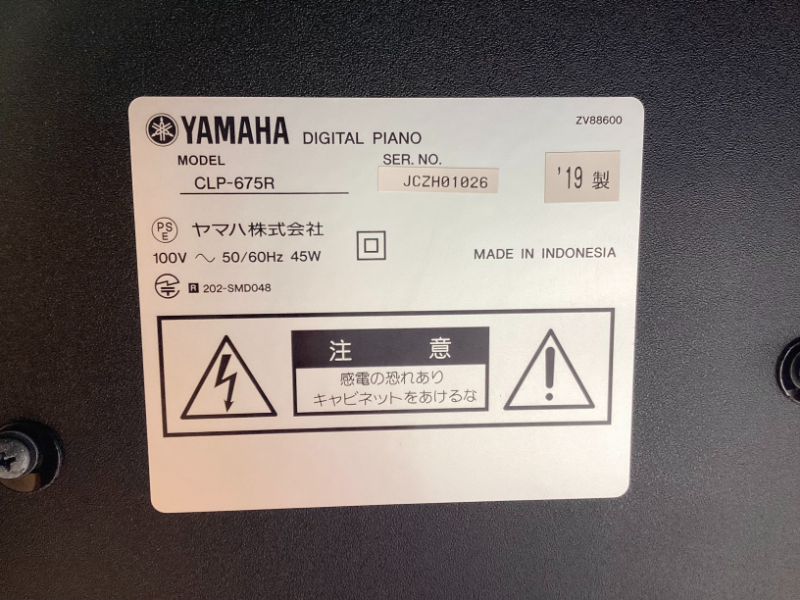 YAMAHA DIGITAL PIANO
ZV88600
MODEL
CLP-675R
SER. NO.
JCZH01026
'19 製
PSE
ヤマハ株式会社
100V ～ 50/60Hz 45W
MADE IN INDONESIA
R 202-SMD048
注意
感電の恐れあり
キャビネットをあけるな